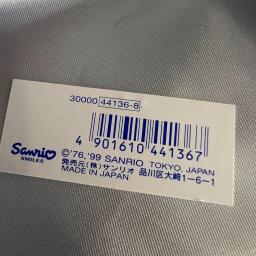 30000 44136-8
4 901610 441367
Sanrio
SMILES
©'76,'99 SANRIO TOKYO, JAPAN
発売元(株)サンリオ 品川区大崎1-6-1
MADE IN JAPAN